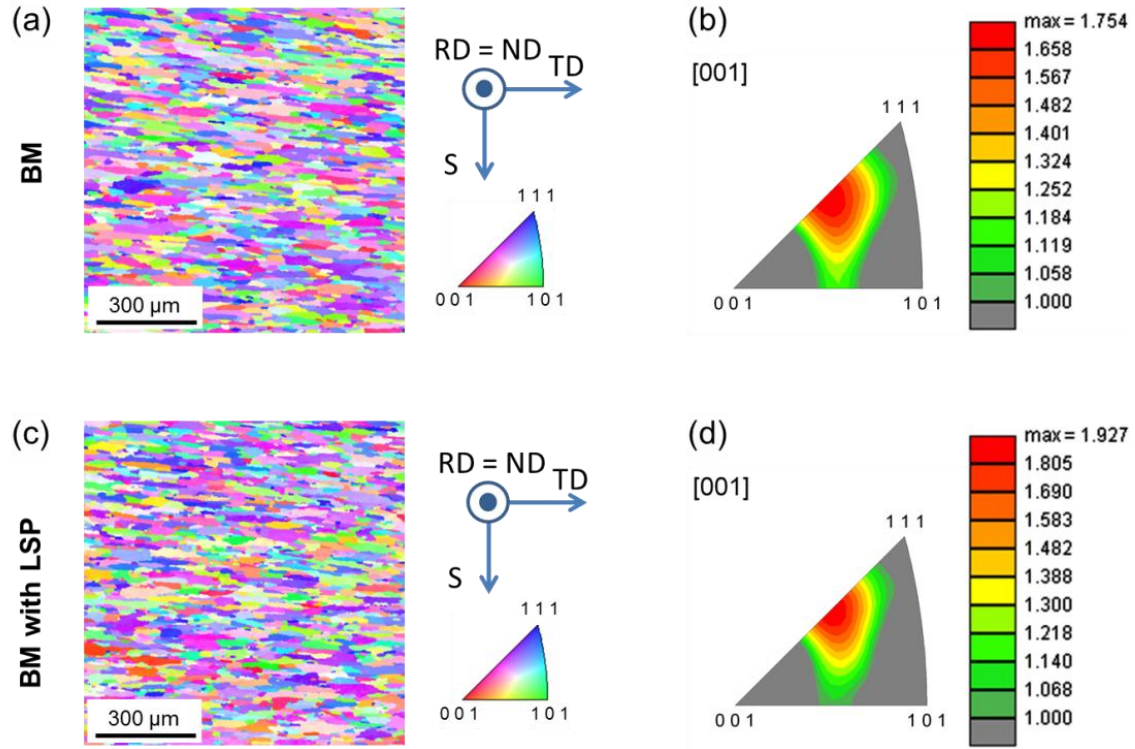 (a)
BM
300 µm
RD = ND
TD
S
1 1 1
0 0 1
1 0 1
(b)
[001]
1 1 1
0 0 1
1 0 1
max = 1.754
1.658
1.567
1.482
1.401
1.324
1.252
1.184
1.119
1.058
1.000
(c)
BM with LSP
300 µm
RD = ND
TD
S
1 1 1
0 0 1
1 0 1
(d)
[001]
1 1 1
0 0 1
1 0 1
max = 1.927
1.805
1.690
1.583
1.482
1.388
1.300
1.218
1.140
1.068
1.000